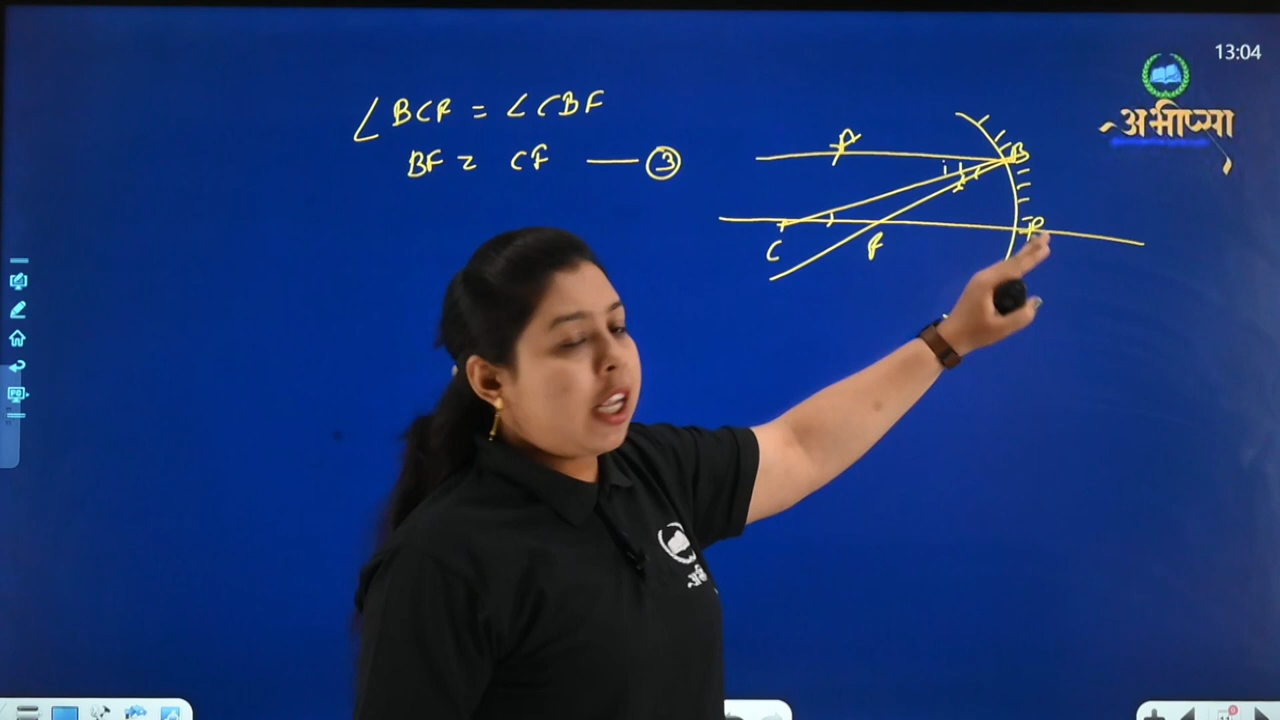 13:04
अभीप्सा
∠BCF = ∠CBF
BF = CF —— ③
A
B
i
r
P
C
F